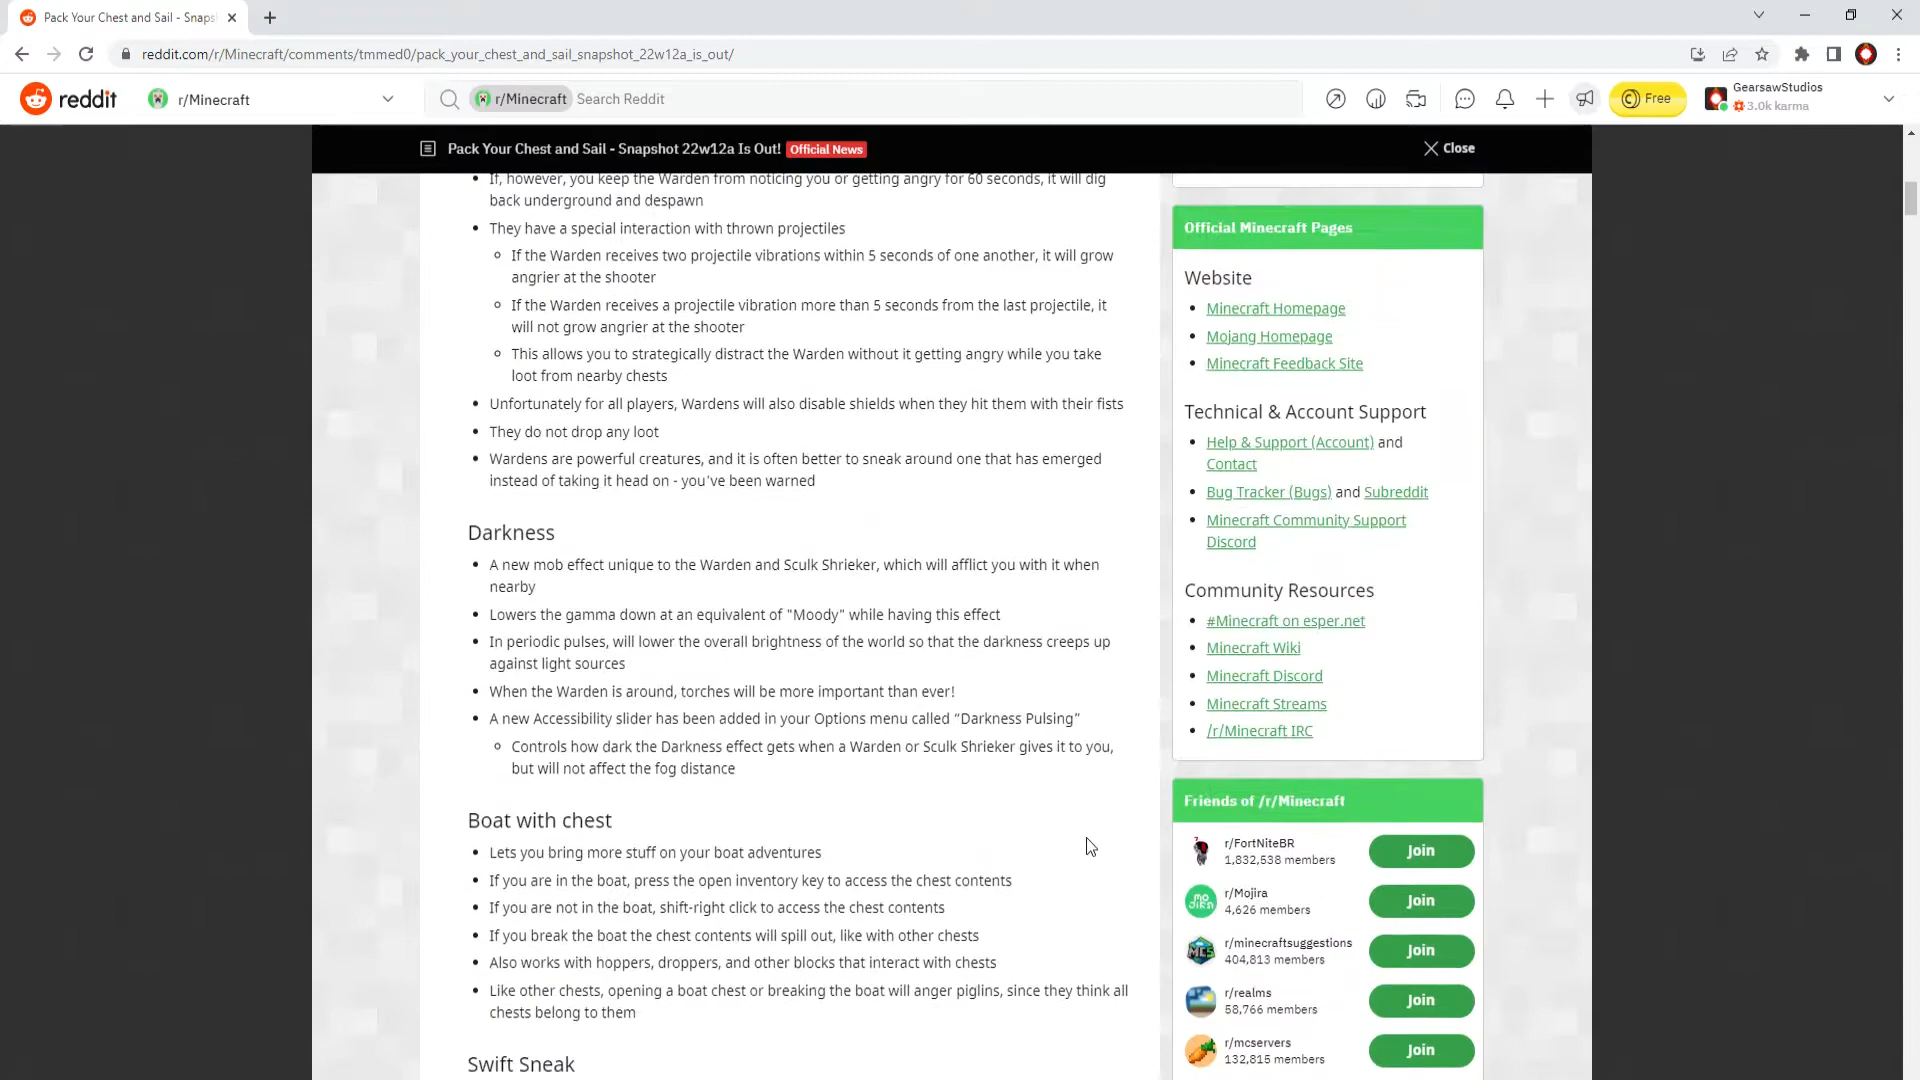 Pack Your Chest and Sail - Snaps
reddit.com/r/Minecraft/comments/tmmed0/pack_your_chest_and_sail_snapshot_22w12a_is_out/
reddit
r/Minecraft
r/Minecraft Search Reddit
Free
GearsawStudios
3.0k karma
Pack Your Chest and Sail - Snapshot 22w12a Is Out! Official News
Close
If, however, you keep the Warden from noticing you or getting angry for 60 seconds, it will dig
back underground and despawn
They have a special interaction with thrown projectiles
If the Warden receives two projectile vibrations within 5 seconds of one another, it will grow
angrier at the shooter
If the Warden receives a projectile vibration more than 5 seconds from the last projectile, it
will not grow angrier at the shooter
This allows you to strategically distract the Warden without it getting angry while you take
loot from nearby chests
Unfortunately for all players, Wardens will also disable shields when they hit them with their fists
They do not drop any loot
Wardens are powerful creatures, and it is often better to sneak around one that has emerged
instead of taking it head on - you've been warned
Darkness
A new mob effect unique to the Warden and Sculk Shrieker, which will afflict you with it when
nearby
Lowers the gamma down at an equivalent of "Moody" while having this effect
In periodic pulses, will lower the overall brightness of the world so that the darkness creeps up
against light sources
When the Warden is around, torches will be more important than ever!
A new Accessibility slider has been added in your Options menu called “Darkness Pulsing”
Controls how dark the Darkness effect gets when a Warden or Sculk Shrieker gives it to you,
but will not affect the fog distance
Boat with chest
Lets you bring more stuff on your boat adventures
If you are in the boat, press the open inventory key to access the chest contents
If you are not in the boat, shift-right click to access the chest contents
If you break the boat the chest contents will spill out, like with other chests
Also works with hoppers, droppers, and other blocks that interact with chests
Like other chests, opening a boat chest or breaking the boat will anger piglins, since they think all
chests belong to them
Swift Sneak
Official Minecraft Pages
Website
Minecraft Homepage
Mojang Homepage
Minecraft Feedback Site
Technical & Account Support
Help & Support (Account) and
Contact
Bug Tracker (Bugs) and Subreddit
Minecraft Community Support
Discord
Community Resources
#Minecraft on esper.net
Minecraft Wiki
Minecraft Discord
Minecraft Streams
/r/Minecraft IRC
Friends of /r/Minecraft
r/FortNiteBR
1,832,538 members
Join
r/Mojira
4,626 members
Join
r/minecraftsuggestions
404,813 members
Join
r/realms
58,766 members
Join
r/mcservers
132,815 members
Join